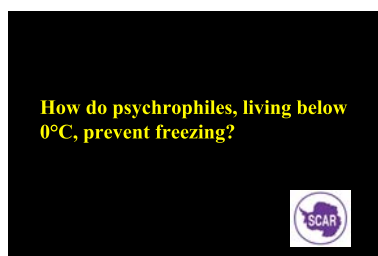 How do psychrophiles, living below
0°C, prevent freezing?
SCAR